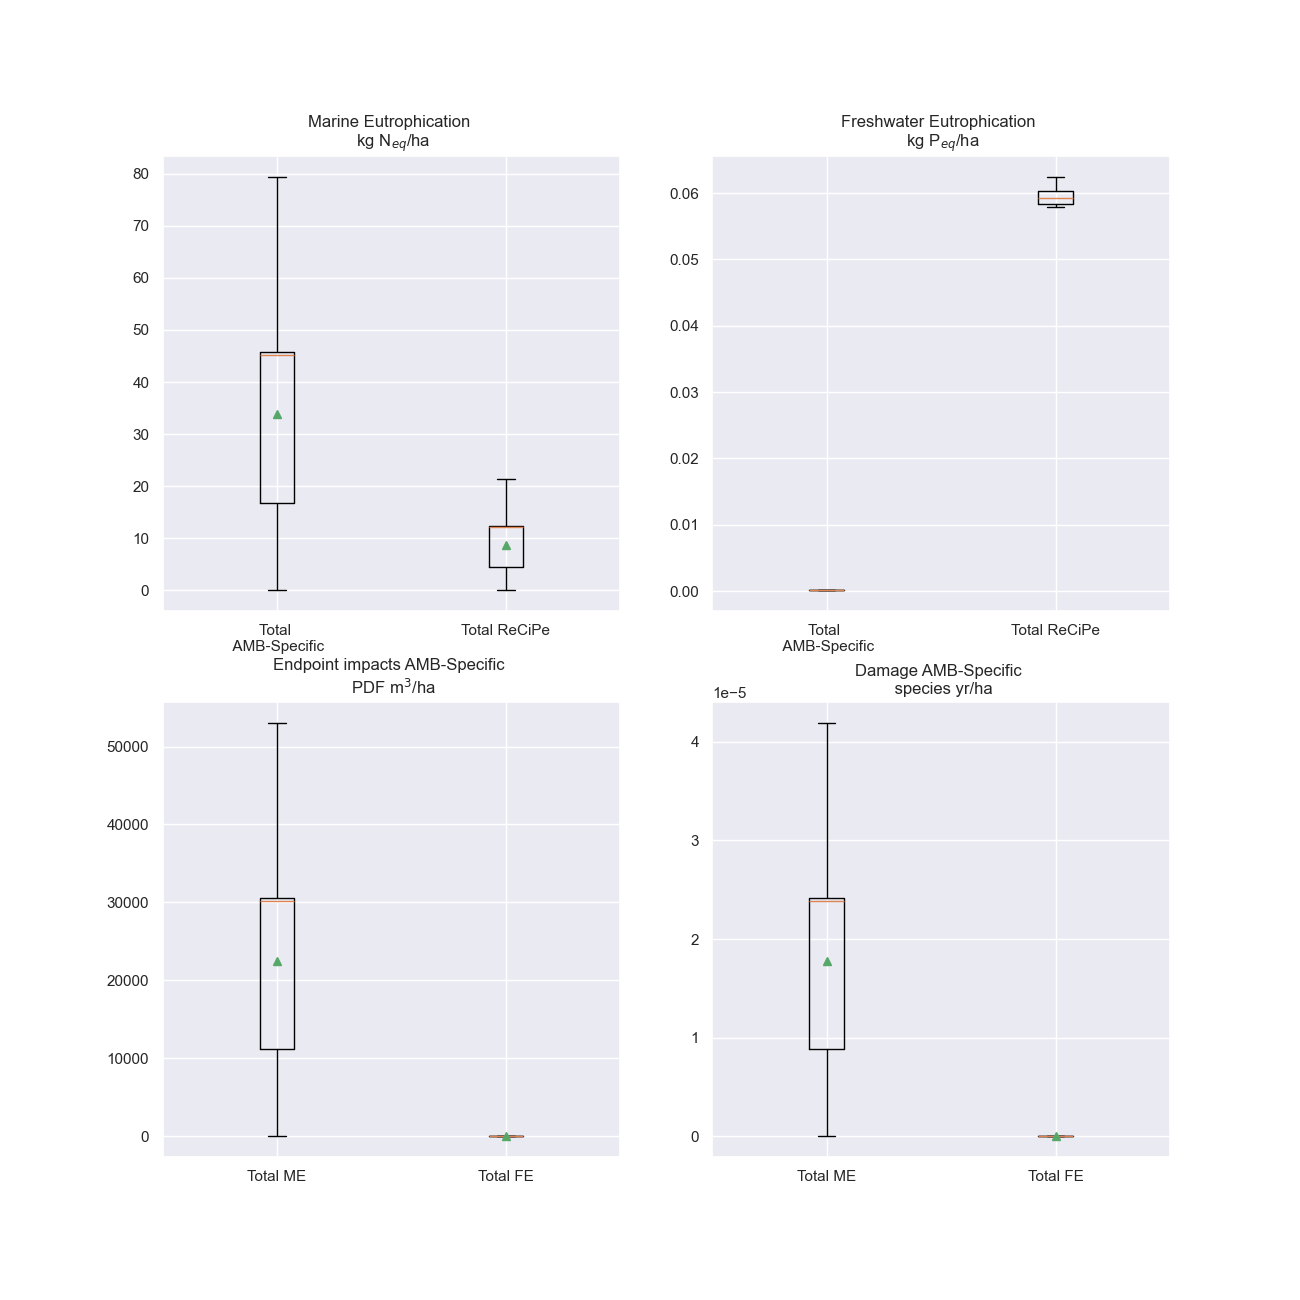 Marine Eutrophication
kg N_eq/ha
80
70
60
50
40
30
20
10
0
Total
AMB-Specific
Total ReCiPe
Freshwater Eutrophication
kg P_eq/ha
0.06
0.05
0.04
0.03
0.02
0.01
0.00
Total
AMB-Specific
Total ReCiPe
Endpoint impacts AMB-Specific
PDF m³/ha
50000
40000
30000
20000
10000
0
Total ME
Total FE
Damage AMB-Specific
species yr/ha
1e−5
4
3
2
1
0
Total ME
Total FE